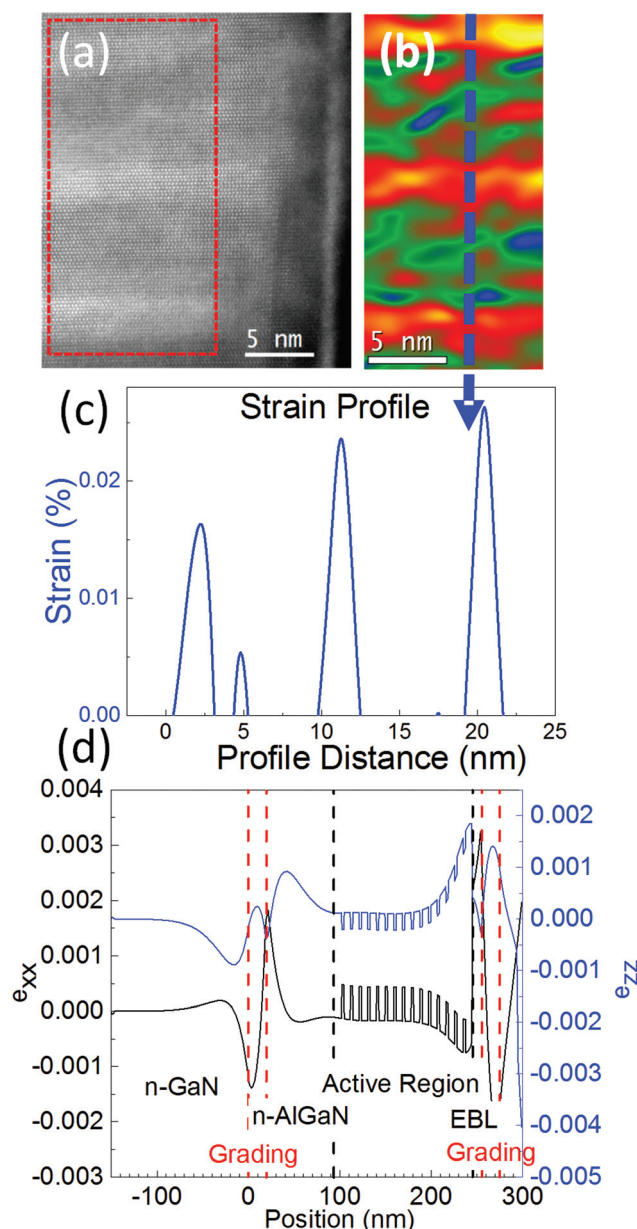 (a)
(b)
5 nm
5 nm
(c)
Strain Profile
Strain (%)
0.02
0.01
0.00
0 5 10 15 20 25
Profile Distance (nm)
(d)
0.004
0.003
0.002
0.001
0.000
-0.001
-0.002
-0.003
exx
0.002
0.001
0.000
-0.001
-0.002
-0.003
-0.004
-0.005
ezz
n-GaN
n-AlGaN
Active Region
EBL
Grading
Grading
-100 0 100 200 300
Position (nm)